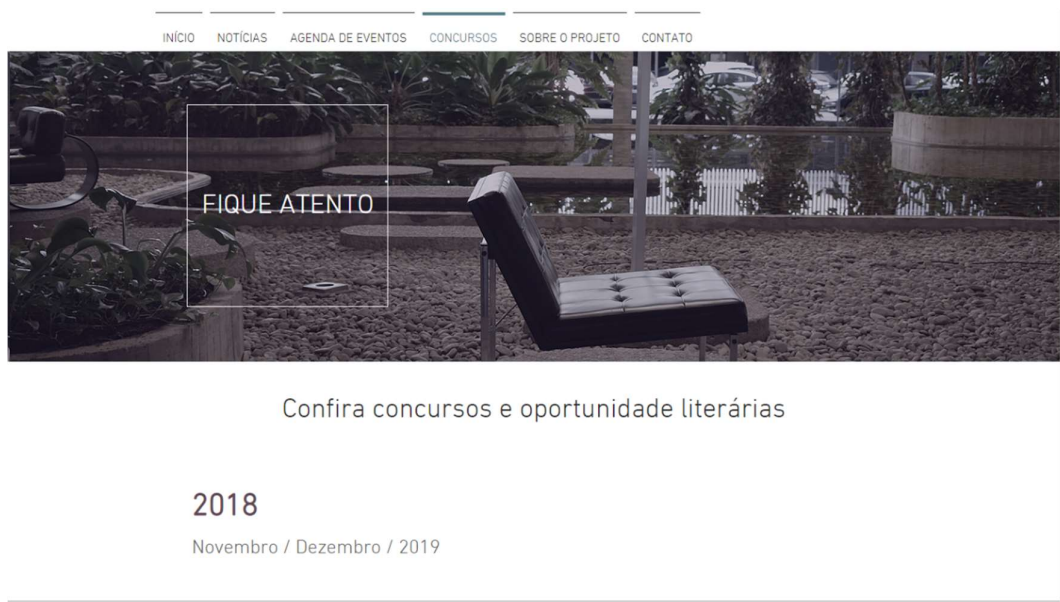 INÍCIO NOTÍCIAS AGENDA DE EVENTOS CONCURSOS SOBRE O PROJETO CONTATO
FIQUE ATENTO
Confira concursos e oportunidade literárias
2018
Novembro / Dezembro / 2019